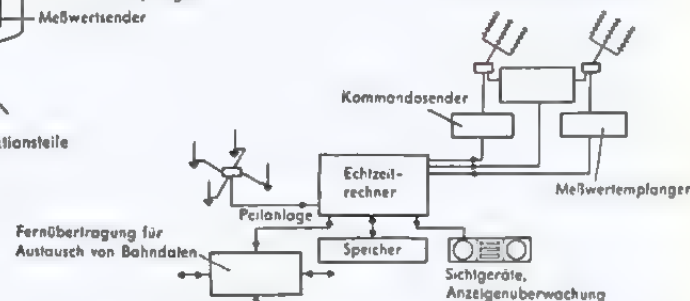 Meßwertsender
Kommandosender
tionsteile
Echtzeit-
rechner
Meßwertempfänger
Peilanlage
Fernübertragung für
Austausch von Bahndaten
Speicher
Sichtgeräte,
Anzeigenüberwachung